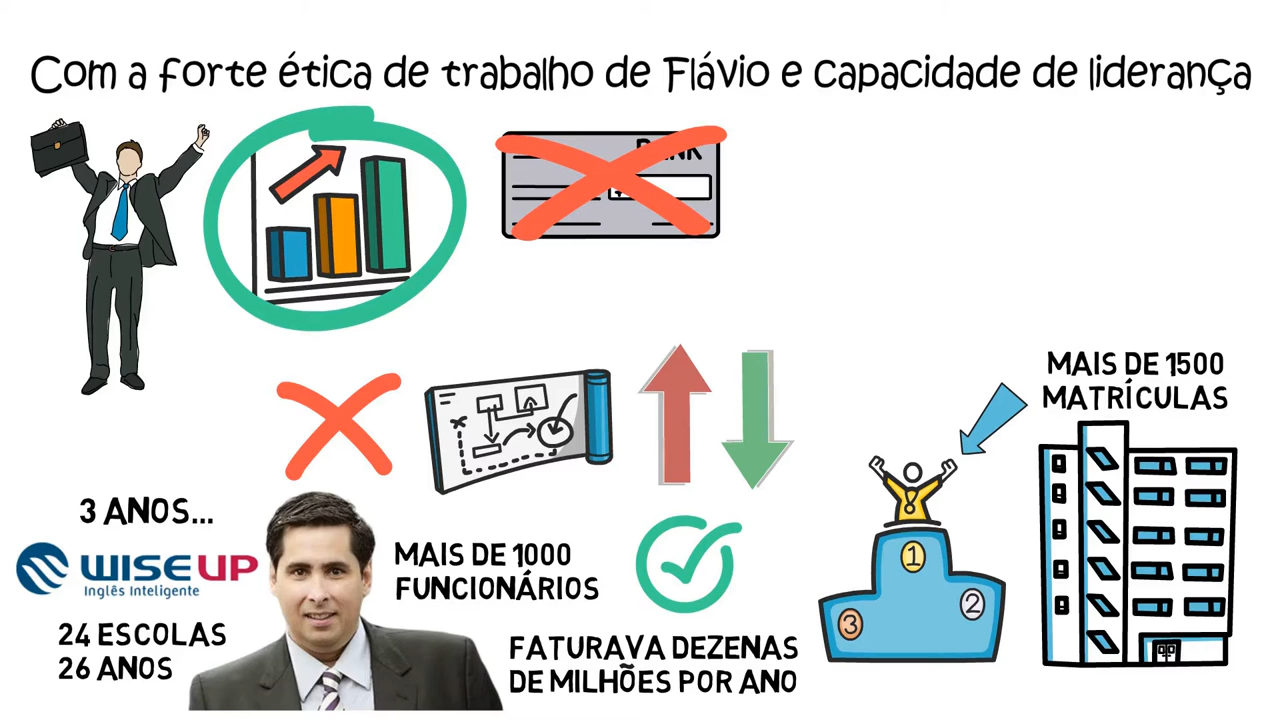 Com a forte ética de trabalho de Flávio e capacidade de liderança
BANK
MAIS DE 1500
MATRÍCULAS
3 ANOS...
WISE UP
Inglês Inteligente
24 ESCOLAS
26 ANOS
MAIS DE 1000
FUNCIONÁRIOS
FATURAVA DEZENAS
DE MILHÕES POR ANO
1
2
3